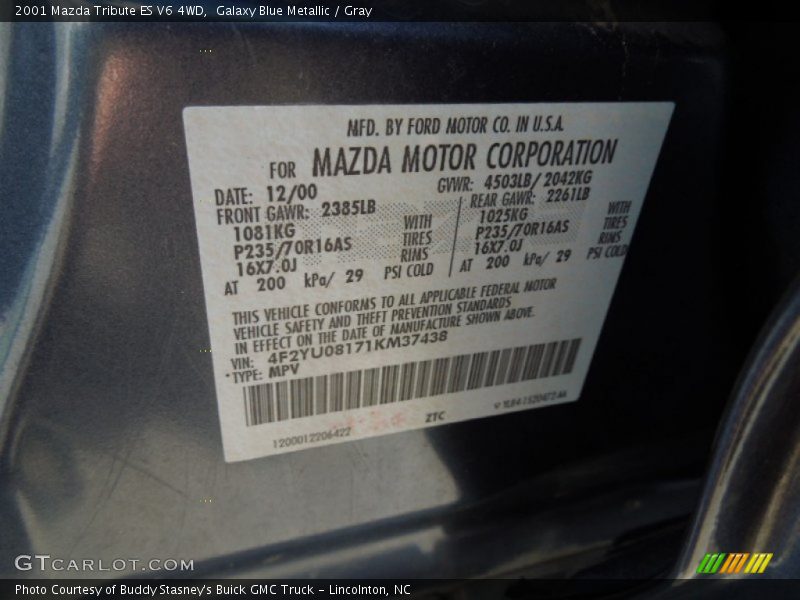 2001 Mazda Tribute ES V6 4WD,  Galaxy Blue Metallic / Gray
MFD. BY FORD MOTOR CO. IN U.S.A.
FOR MAZDA MOTOR CORPORATION
DATE: 12/00 GVWR: 4503LB/ 2042KG
FRONT GAWR: 2385LB REAR GAWR: 2261LB
1081KG WITH 1025KG WITH
P235/70R16AS TIRES P235/70R16AS TIRES
16X7.0J RIMS 16X7.0J RIMS
AT 200 kPa/ 29 PSI COLD AT 200 kPa/ 29 PSI COLD
THIS VEHICLE CONFORMS TO ALL APPLICABLE FEDERAL MOTOR
VEHICLE SAFETY AND THEFT PREVENTION STANDARDS
IN EFFECT ON THE DATE OF MANUFACTURE SHOWN ABOVE.
VIN: 4F2YU08171KM37438
TYPE: MPV
1200012206422 ZTC
GTCARLOT.COM
Photo Courtesy of Buddy Stasney's Buick GMC Truck - Lincolnton, NC